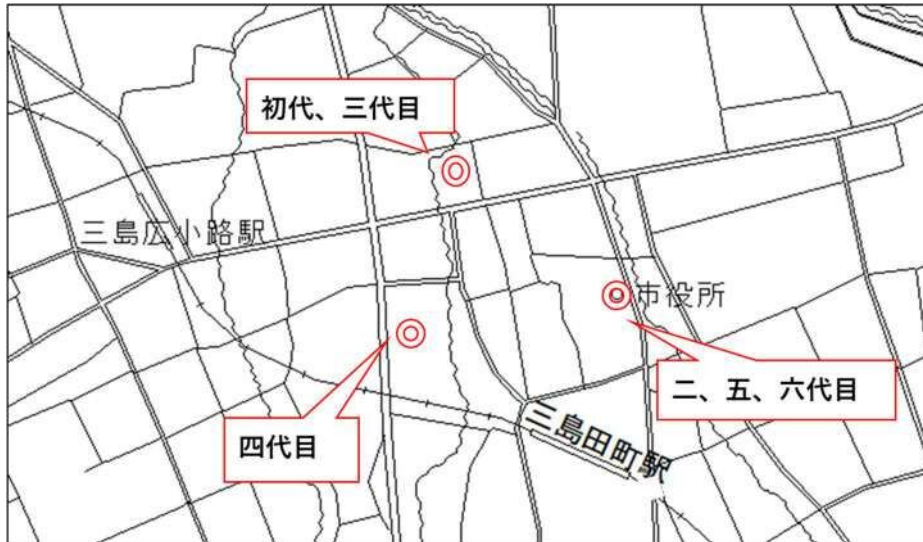 初代、三代目
三島広小路駅
市役所
二、五、六代目
四代目
三島田町駅